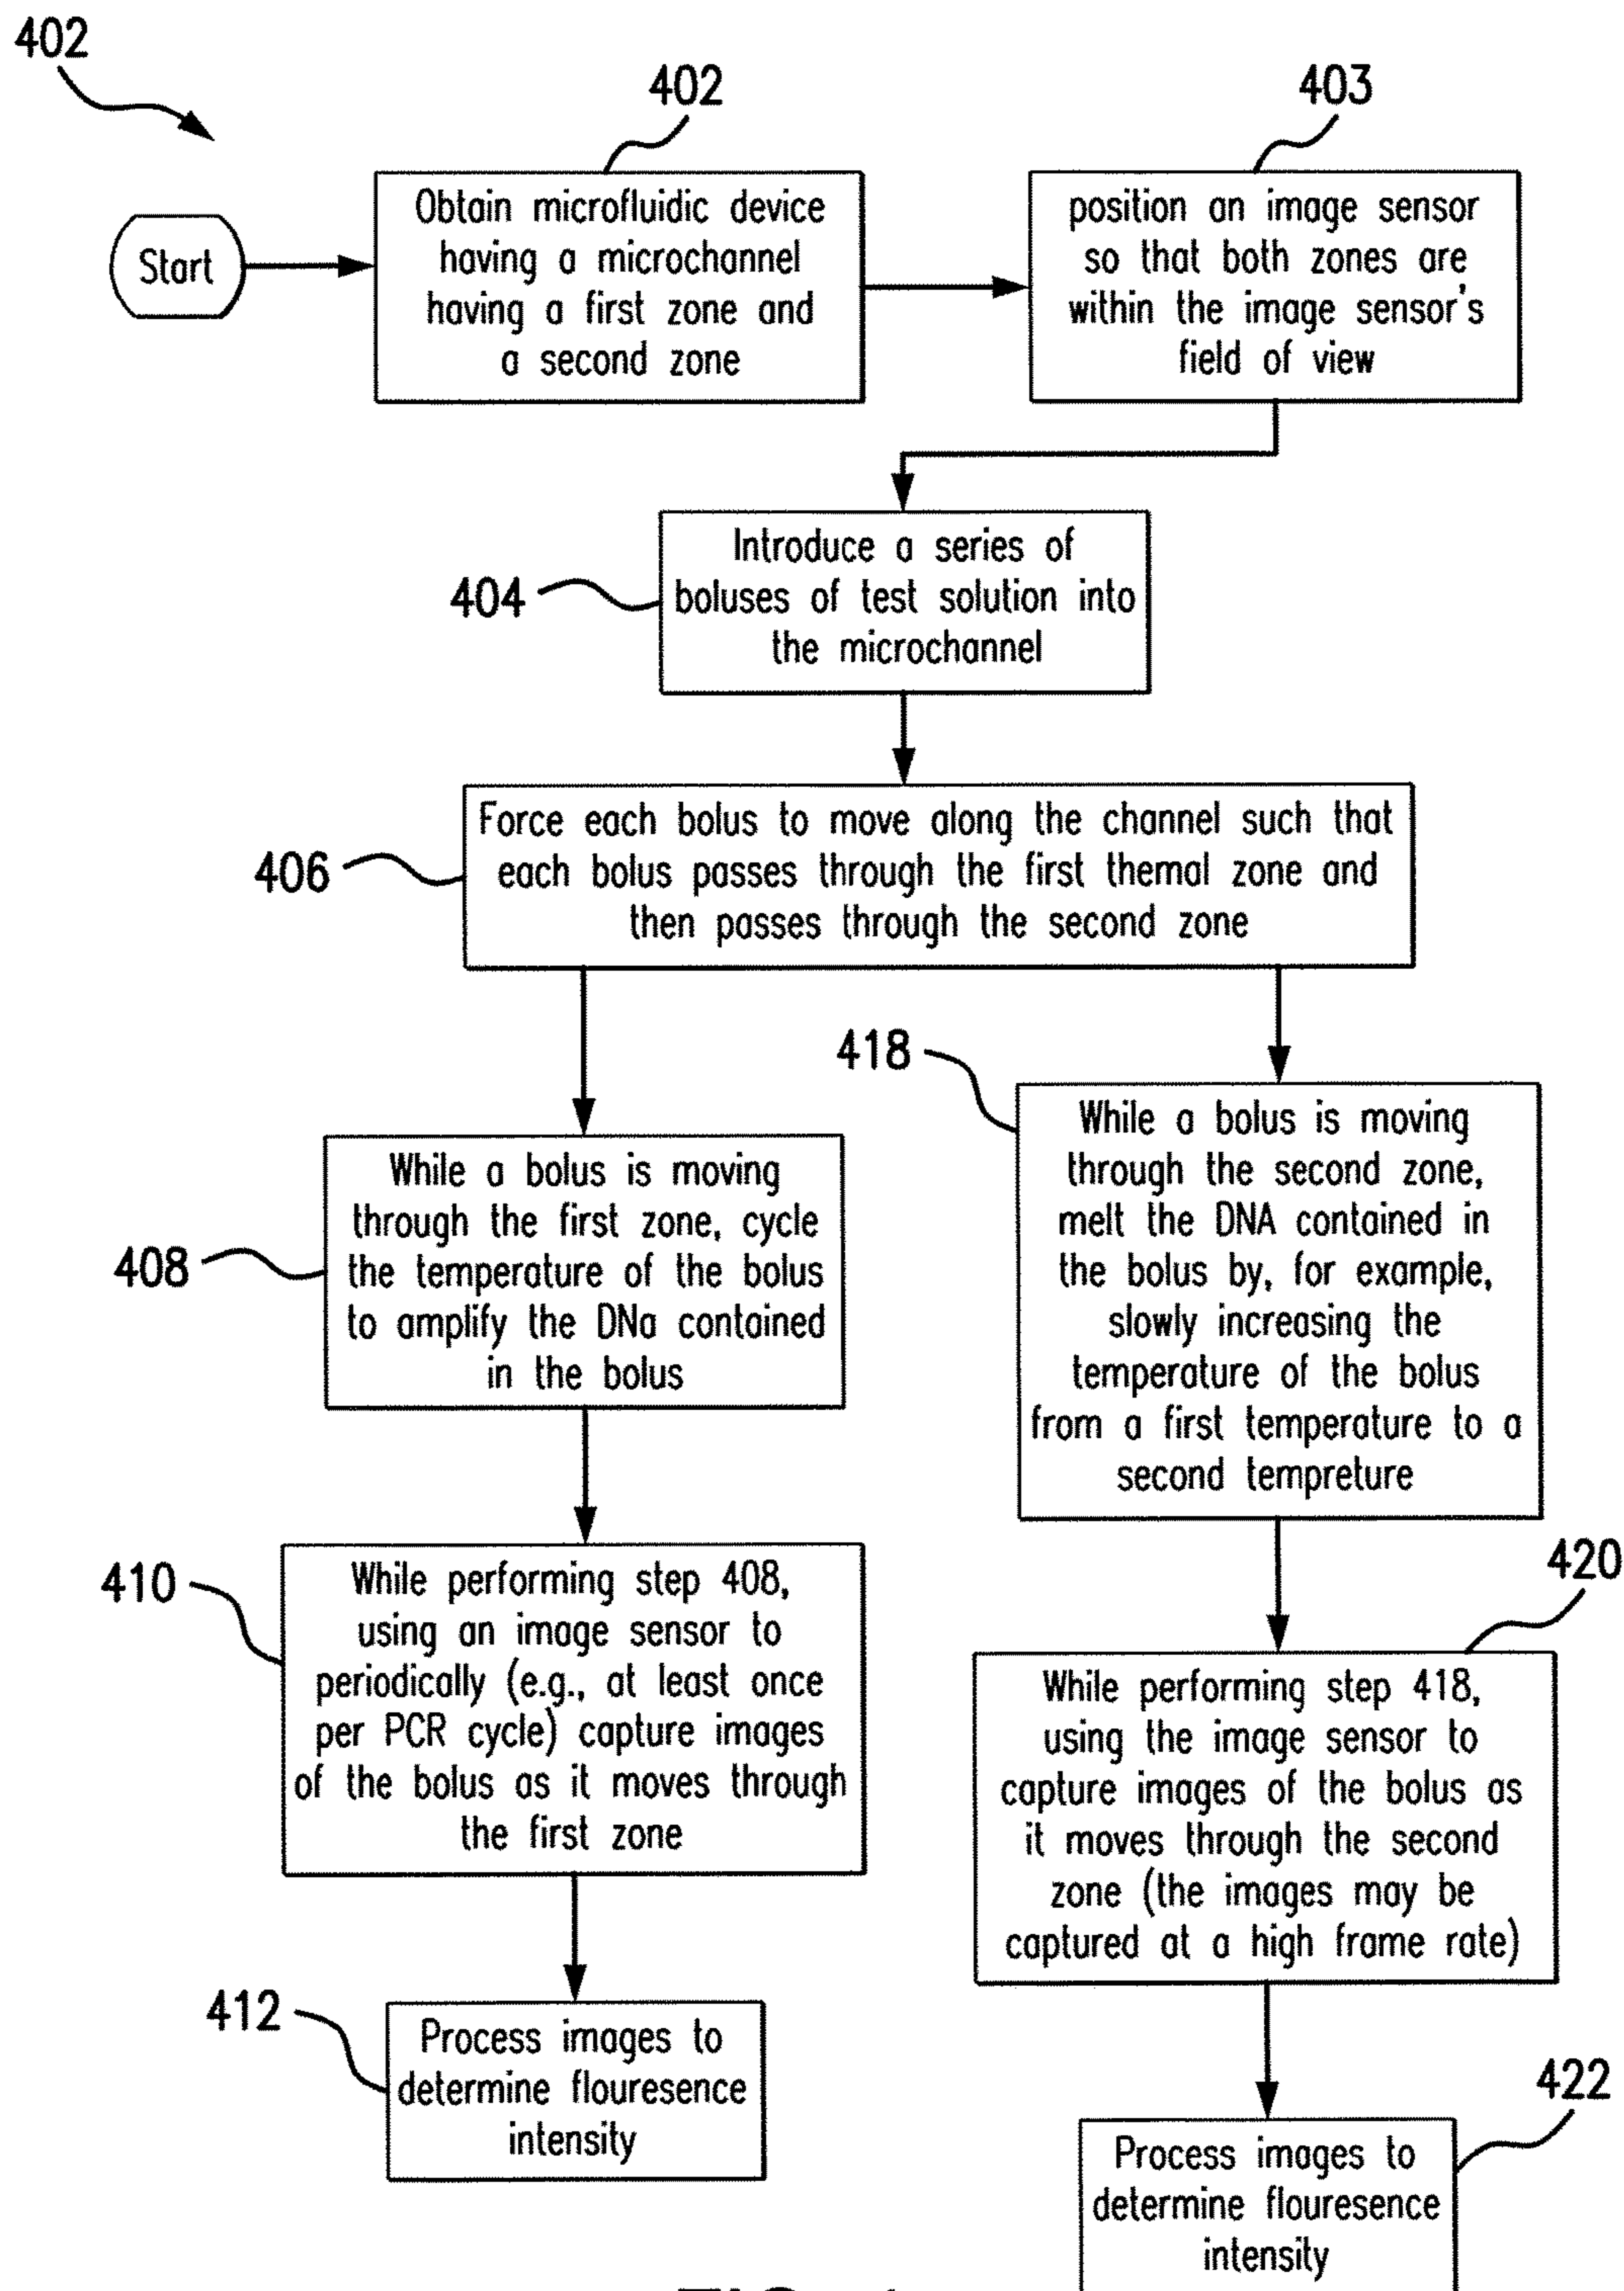 402
402
403
Start
Obtain microfluidic device
having a microchannel
having a first zone and
a second zone
position an image sensor
so that both zones are
within the image sensor's
field of view
404
Introduce a series of
boluses of test solution into
the microchannel
406
Force each bolus to move along the channel such that
each bolus passes through the first themal zone and
then passes through the second zone
408
While a bolus is moving
through the first zone, cycle
the temperature of the bolus
to amplify the DNa contained
in the bolus
418
While a bolus is moving
through the second zone,
melt the DNA contained in
the bolus by, for example,
slowly increasing the
temperature of the bolus
from a first temperature to a
second tempreture
410
While performing step 408,
using an image sensor to
periodically (e.g., at least once
per PCR cycle) capture images
of the bolus as it moves through
the first zone
420
While performing step 418,
using the image sensor to
capture images of the bolus as
it moves through the second
zone (the images may be
captured at a high frame rate)
412
Process images to
determine flouresence
intensity
422
Process images to
determine flouresence
intensity